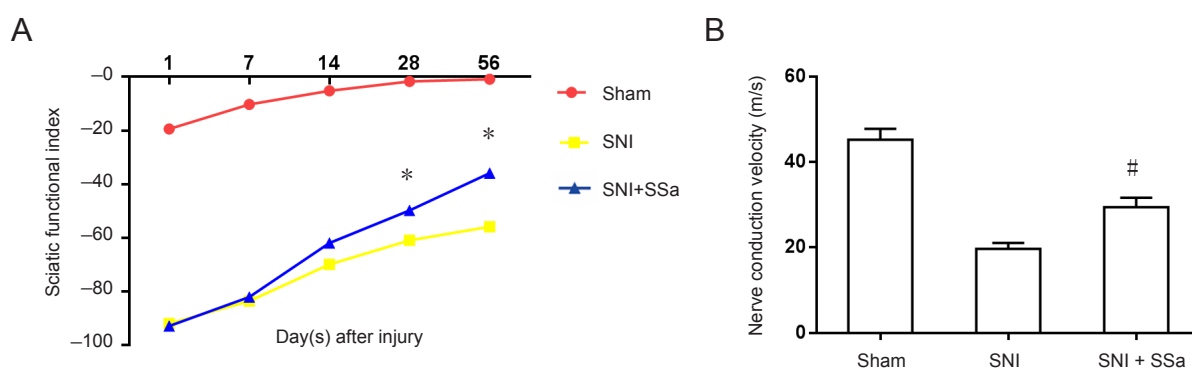 A
1 7 14 28 56
–0
–20
–40
–60
–80
–100
Sciatic functional index
Day(s) after injury
* *
Sham
SNI
SNI+SSa
B
60
40
20
0
Nerve conduction velocity (m/s)
#
Sham SNI SNI + SSa